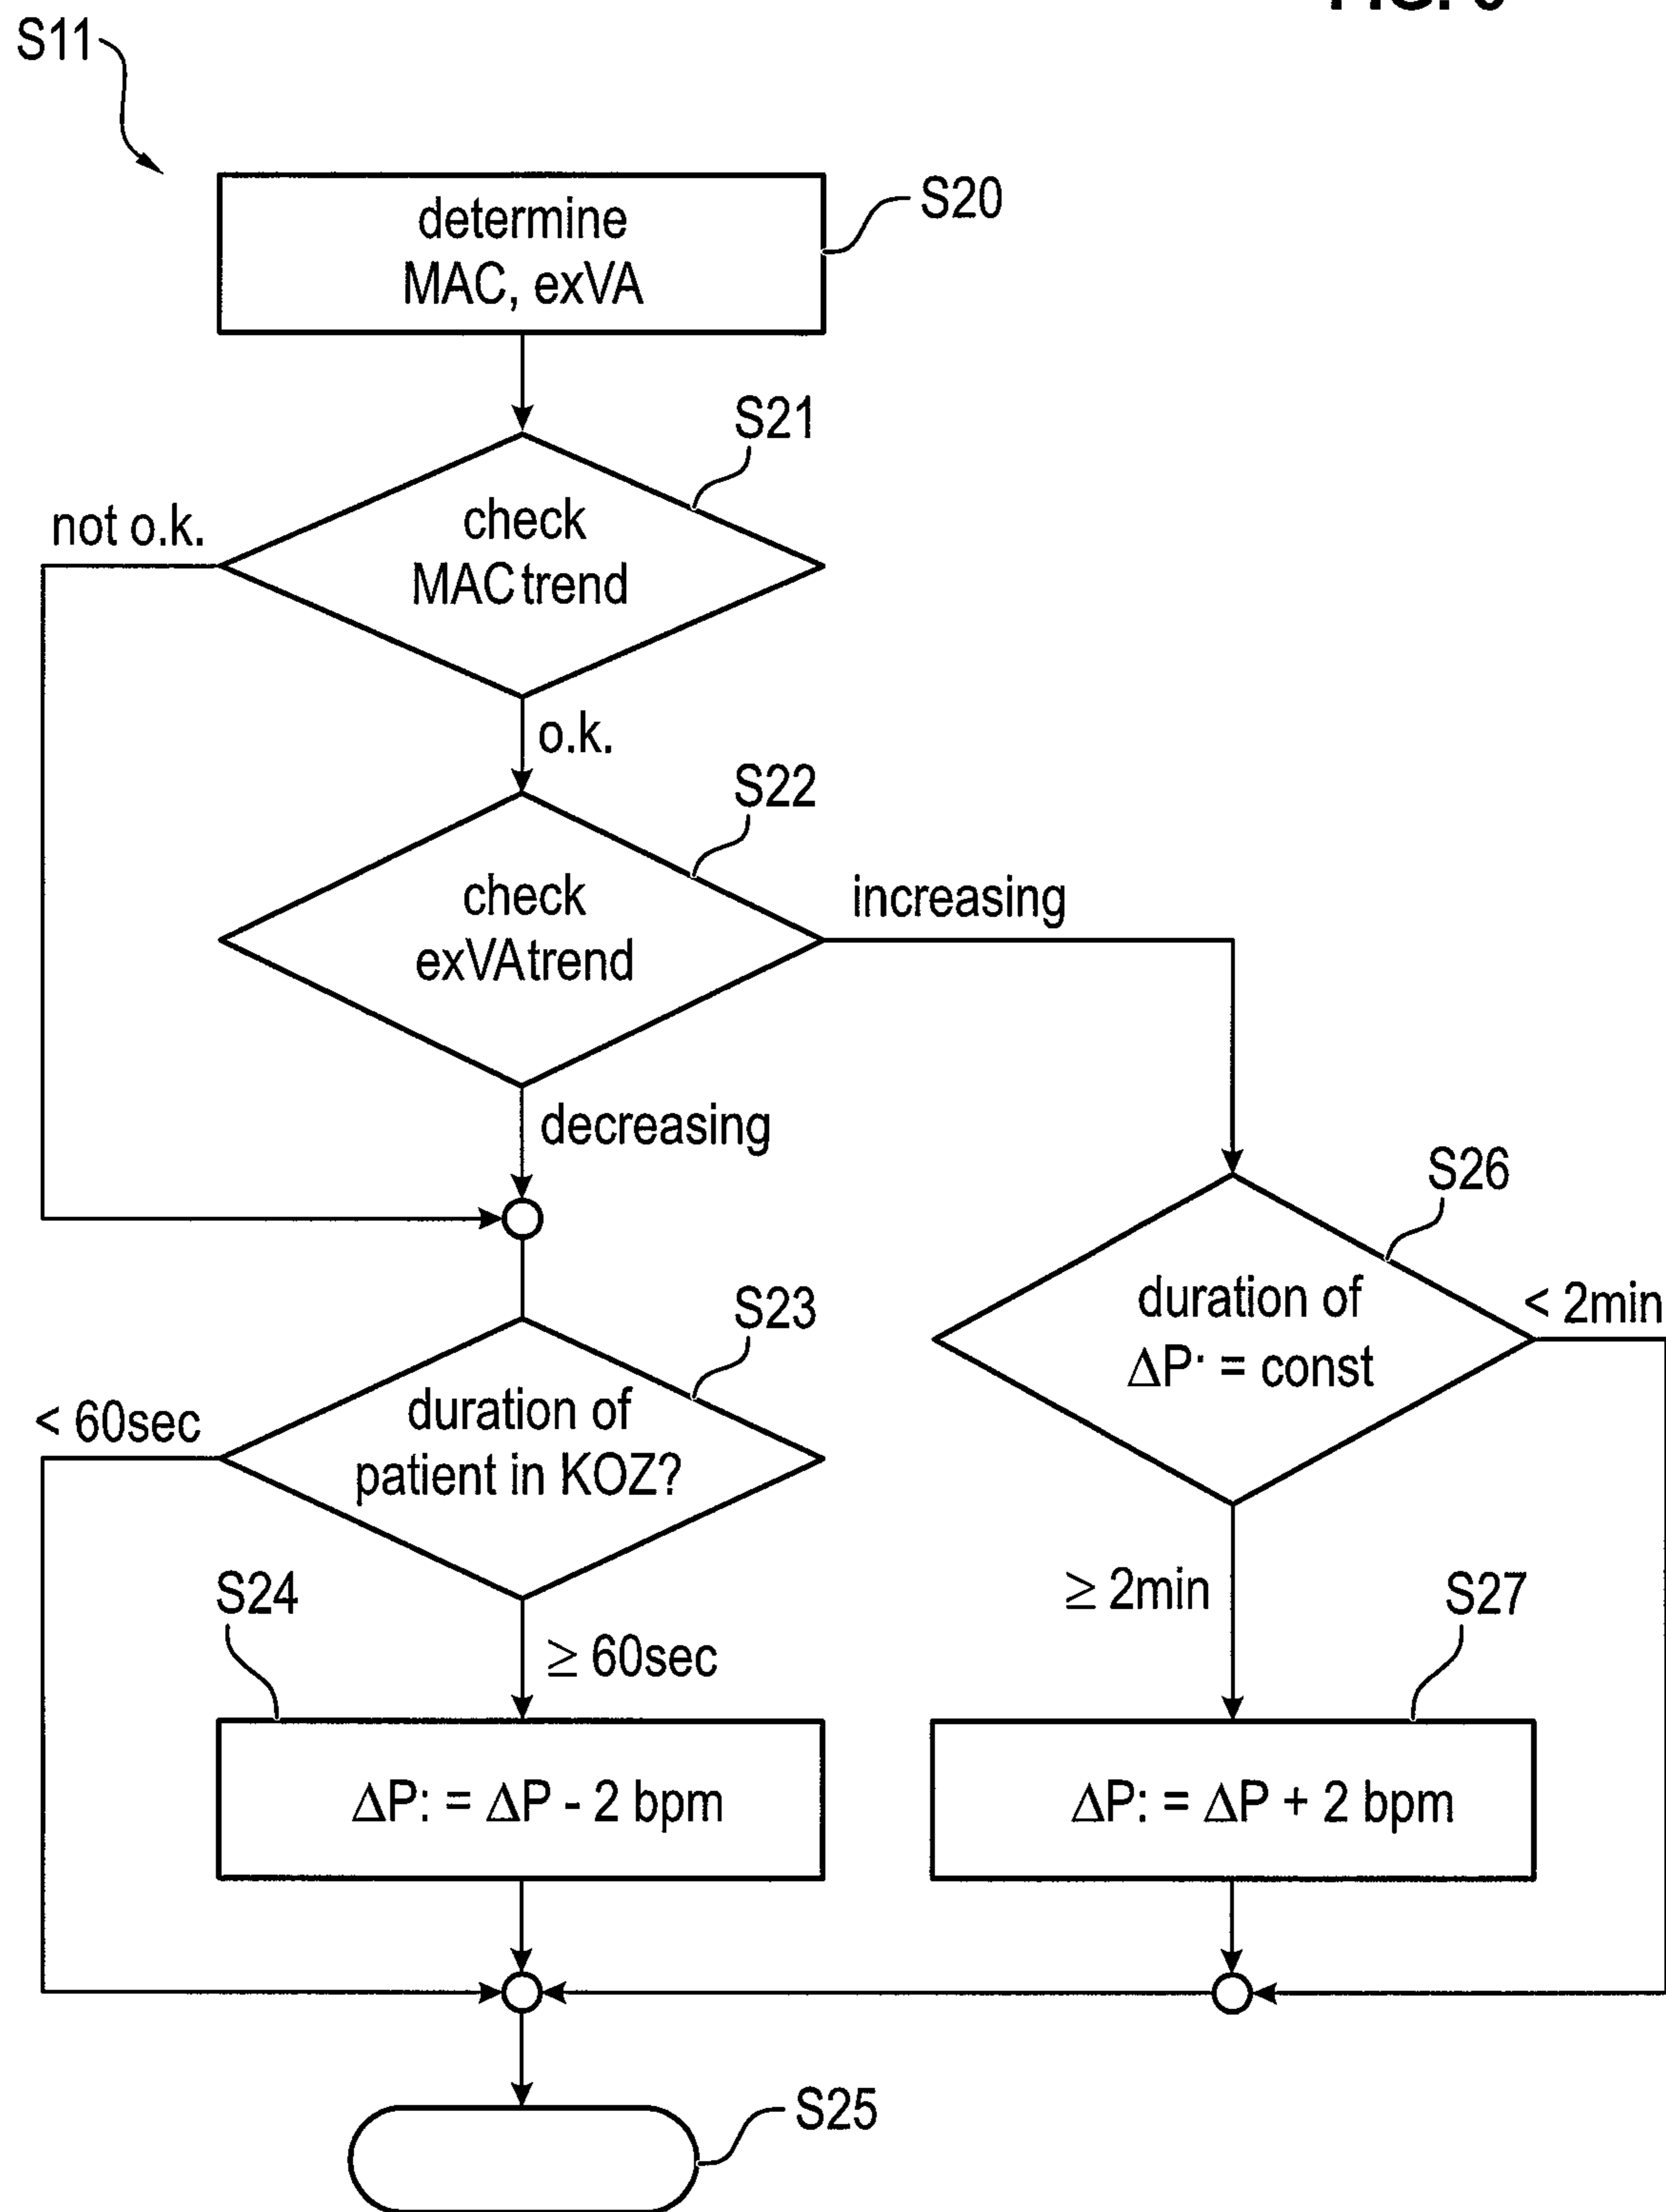 S11
determine
MAC, exVA
S20
S21
check
MAC trend
not o.k.
o.k.
S22
check
exVAtrend
increasing
decreasing
S26
duration of
ΔP· = const
< 2min
S23
duration of
patient in KOZ?
< 60sec
≥ 60sec
≥ 2min
S24
S27
ΔP: = ΔP - 2 bpm
ΔP: = ΔP + 2 bpm
S25